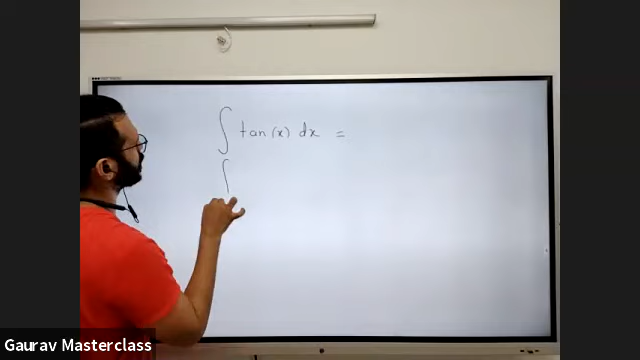 ∫ tan(x) dx =
∫
Gaurav Masterclass